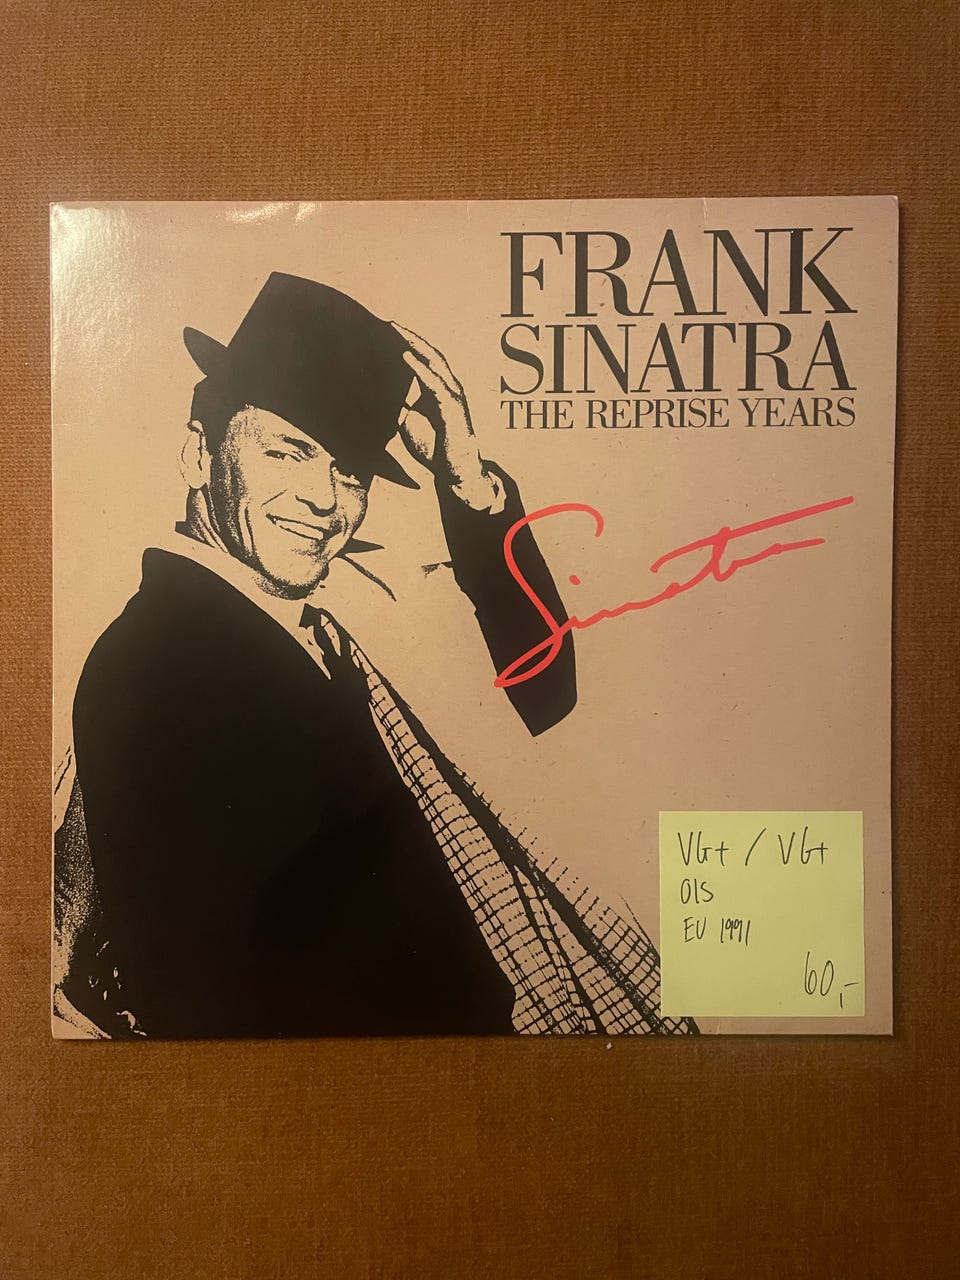 FRANK
SINATRA
THE REPRISE YEARS
Sinatra
VG+ / VG+
OIS
EU 1991
60,-